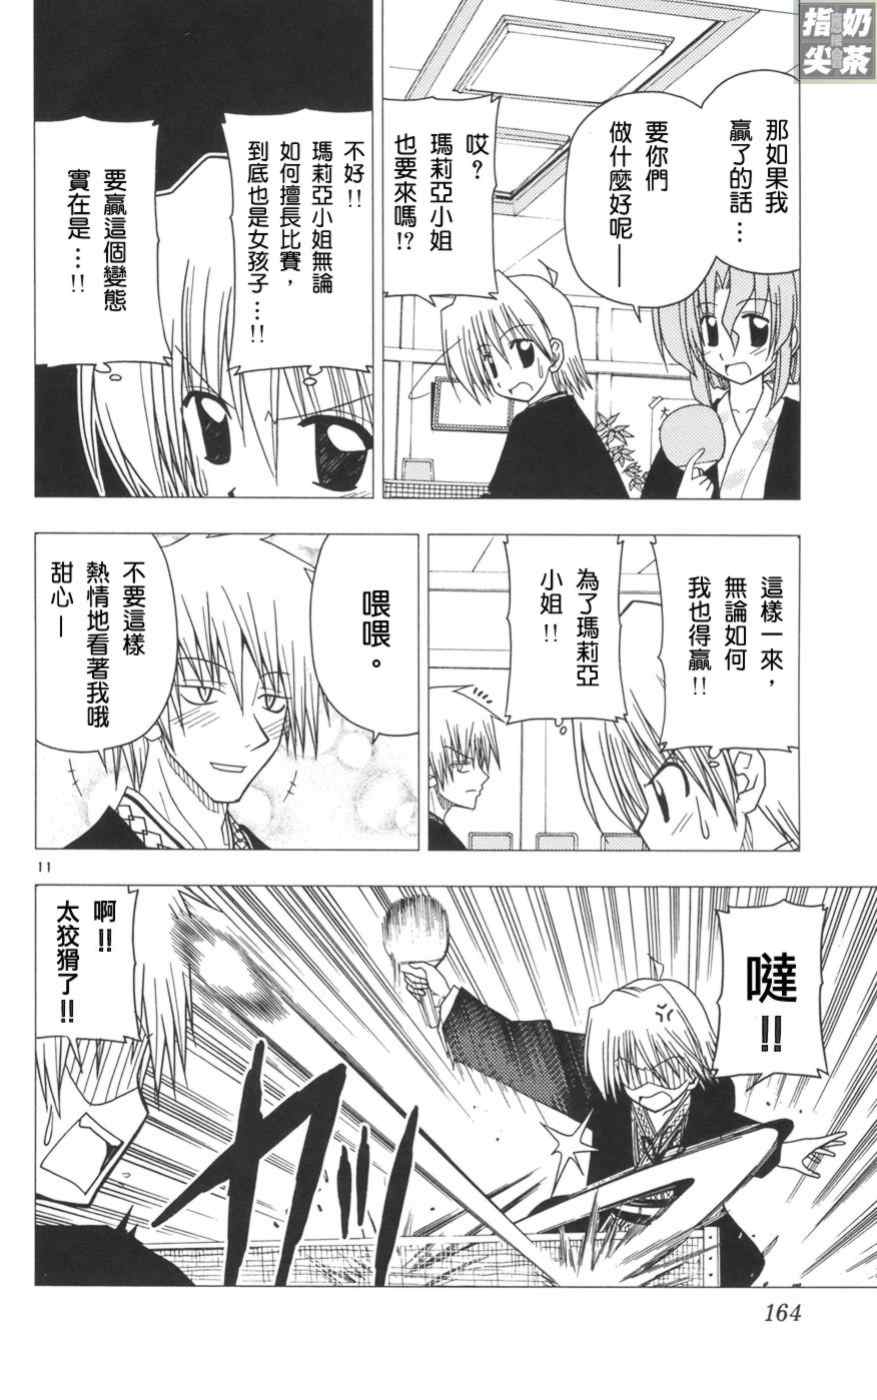 指奶
尖茶
那如果我
贏了的話…
要你們
做什麼好呢—
哎?
瑪莉亞小姐
也要來嗎!?
不好!!
瑪莉亞小姐無論
如何擅長比賽,
到底也是女孩子…!!
要贏這個變態
實在是…!!
這樣一來,
無論如何
我也得贏!!
為了瑪莉亞
小姐!!
喂喂。
不要這樣
熱情地看著我哦
甜心—
11
噠!!
啊!!
太狡猾了!!
164